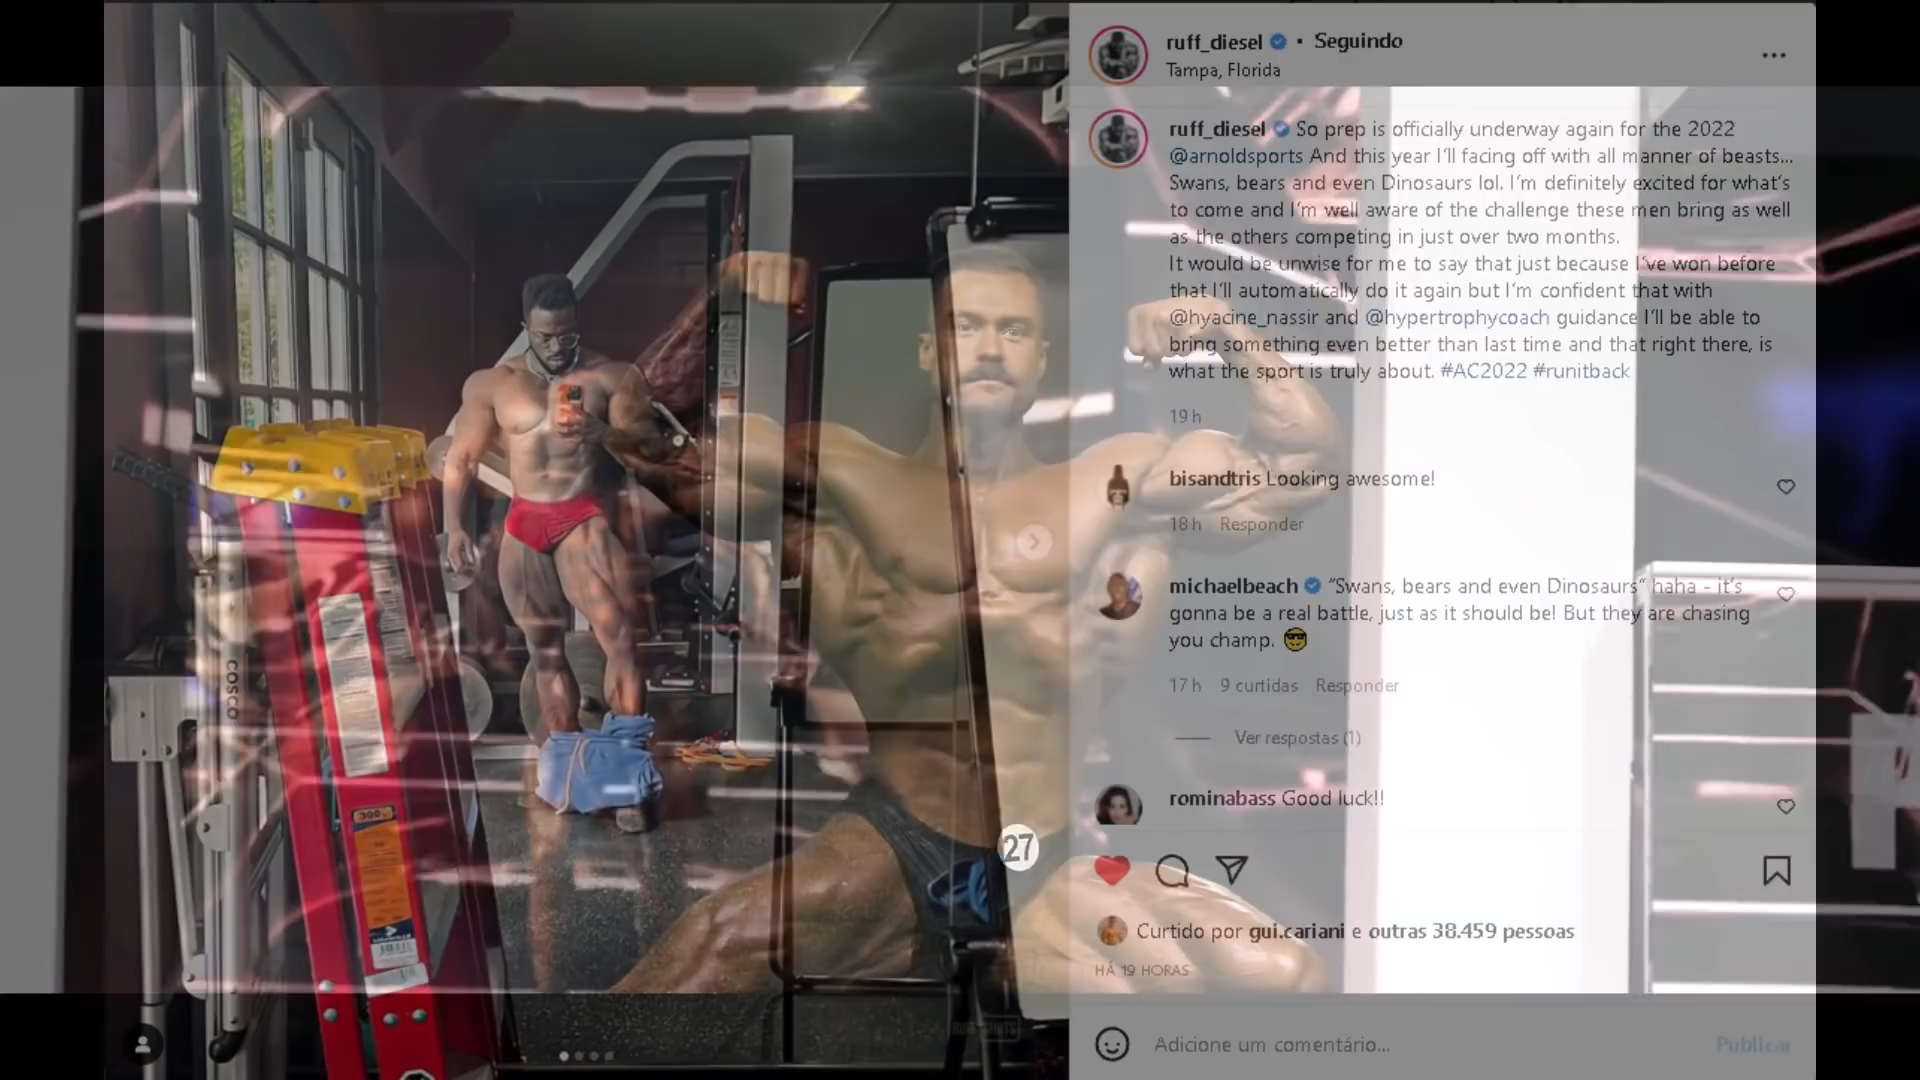 ruff_diesel • Seguindo
Tampa, Florida
ruff_diesel So prep is officially underway again for the 2022
@arnoldsports And this year I'll facing off with all manner of beasts...
Swans, bears and even Dinosaurs lol. I'm definitely excited for what's
to come and I'm well aware of the challenge these men bring as well
as the others competing in just over two months.
It would be unwise for me to say that just because I've won before
that I'll automatically do it again but I'm confident that with
@hyacine_nassir and @hypertrophycoach guidance I'll be able to
bring something even better than last time and that right there, is
what the sport is truly about. #AC2022 #runitback
19 h
bisandtris Looking awesome!
18 h Responder
michaelbeach "Swans, bears and even Dinosaurs" haha - it's
gonna be a real battle, just as it should be! But they are chasing
you champ. 😎
17 h 9 curtidas Responder
Ver respostas (1)
rominabass Good luck!!
Curtido por gui.cariani e outras 38.459 pessoas
HÁ 19 HORAS
Adicione um comentário...
Publicar
COSCO
300
27